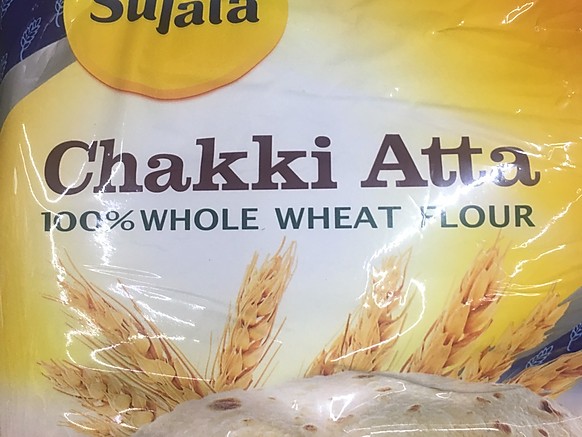 Sujata
Chakki Atta
100% WHOLE WHEAT FLOUR